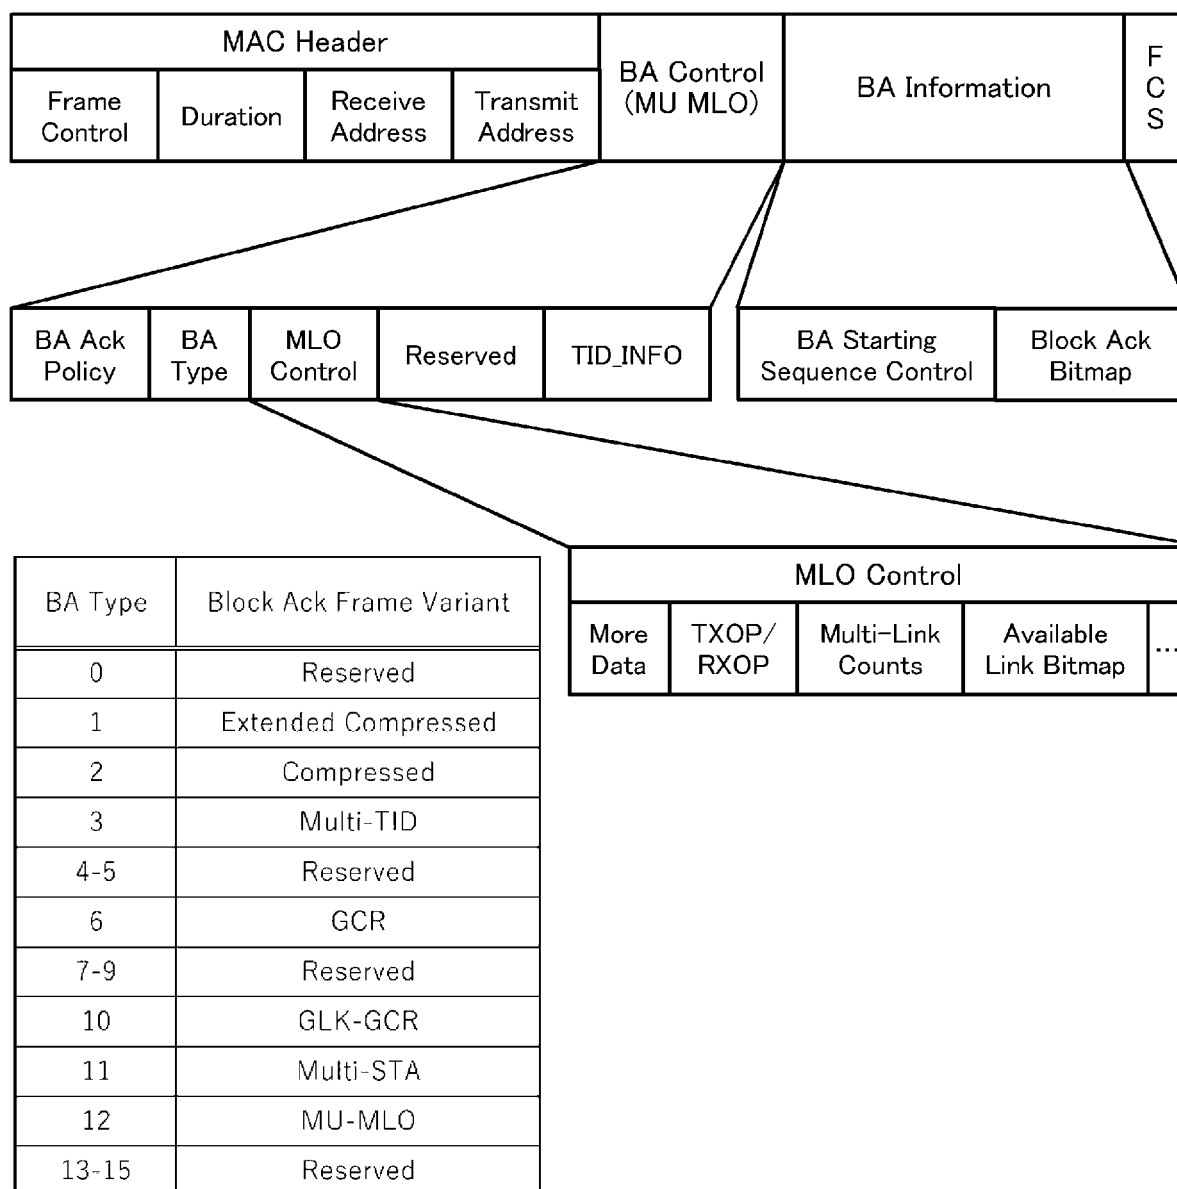 MAC Header
Frame
Control
Duration
Receive
Address
Transmit
Address
BA Control
(MU MLO)
BA Information
F
C
S
BA Ack
Policy
BA
Type
MLO
Control
Reserved
TID_INFO
BA Starting
Sequence Control
Block Ack
Bitmap
MLO Control
More
Data
TXOP/
RXOP
Multi-Link
Counts
Available
Link Bitmap
...
BA Type Block Ack Frame Variant
0 Reserved
1 Extended Compressed
2 Compressed
3 Multi-TID
4-5 Reserved
6 GCR
7-9 Reserved
10 GLK-GCR
11 Multi-STA
12 MU-MLO
13-15 Reserved